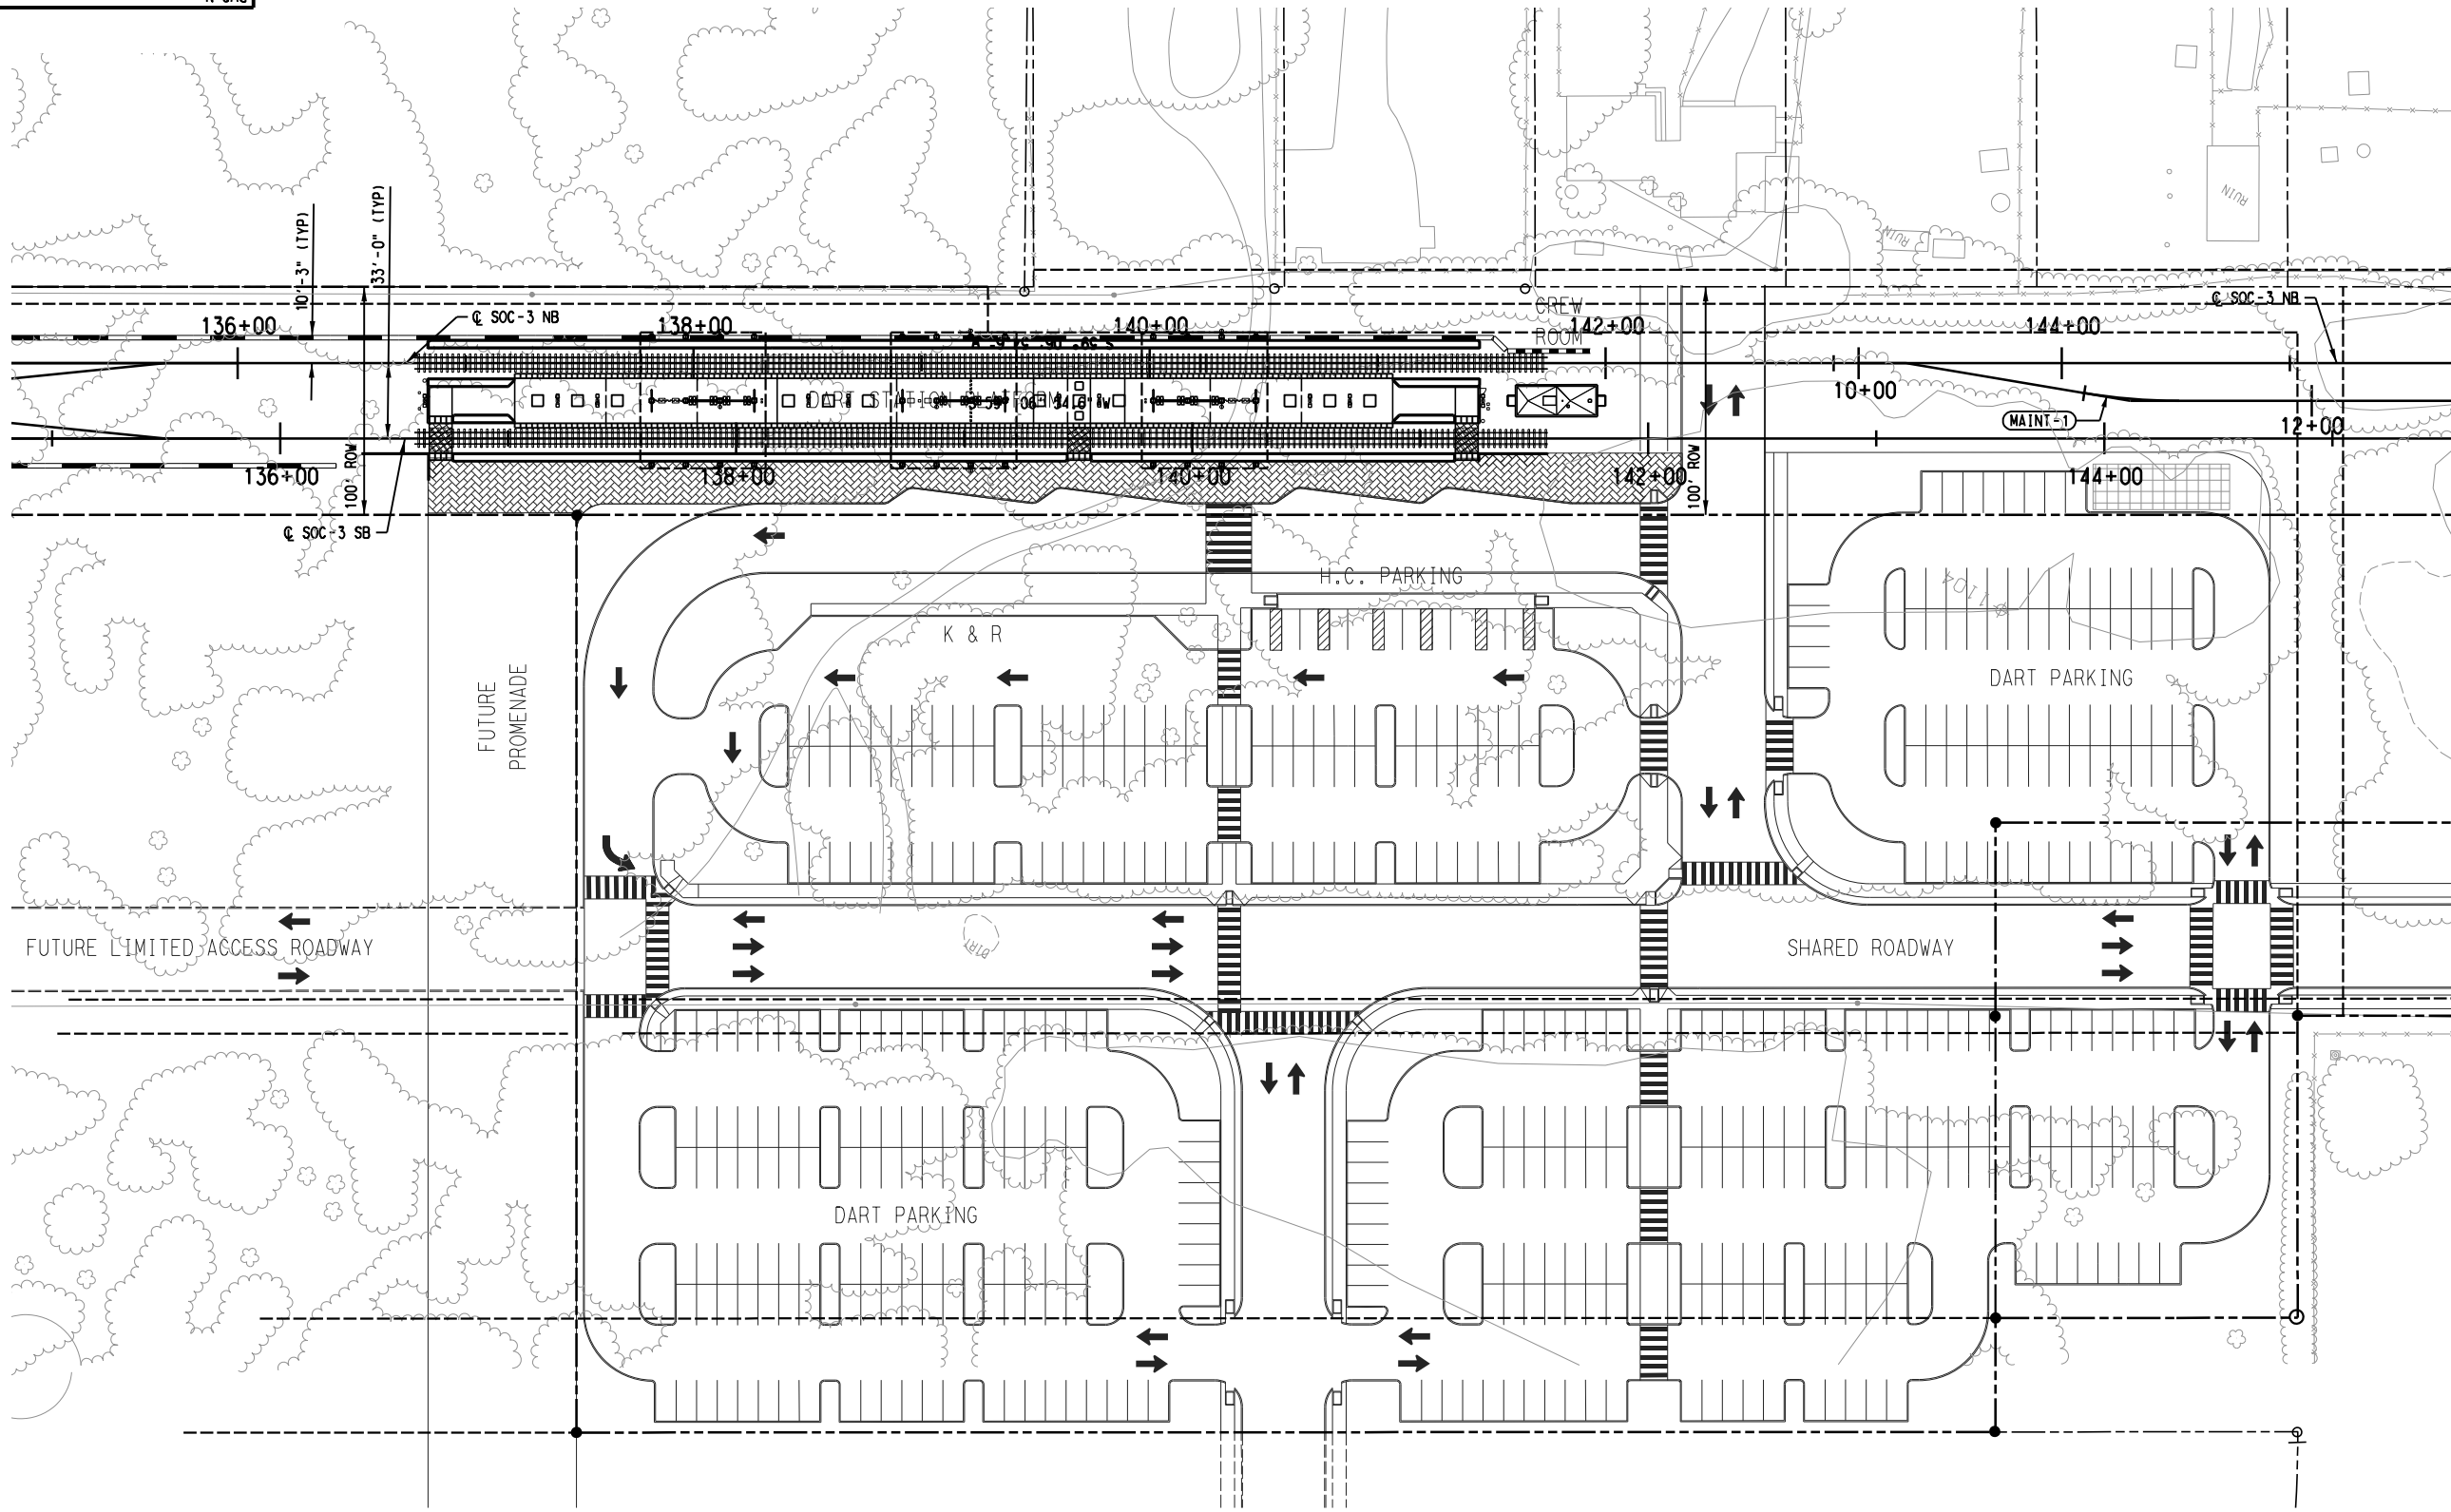 10'-3" (TYP)
33'-0" (TYP)
℄ SOC-3 NB
℄ SOC-3 NB
136+00
138+00
140+00
142+00
144+00
CREW
ROOM
DART STATION
10+00
MAINT-1
12+00
136+00
138+00
140+00
142+00
144+00
100' ROW
100' ROW
℄ SOC-3 SB
RUIN
RUIN
H.C. PARKING
K & R
FUTURE
PROMENADE
DART PARKING
FUTURE LIMITED ACCESS ROADWAY
DIRT
SHARED ROADWAY
DART PARKING